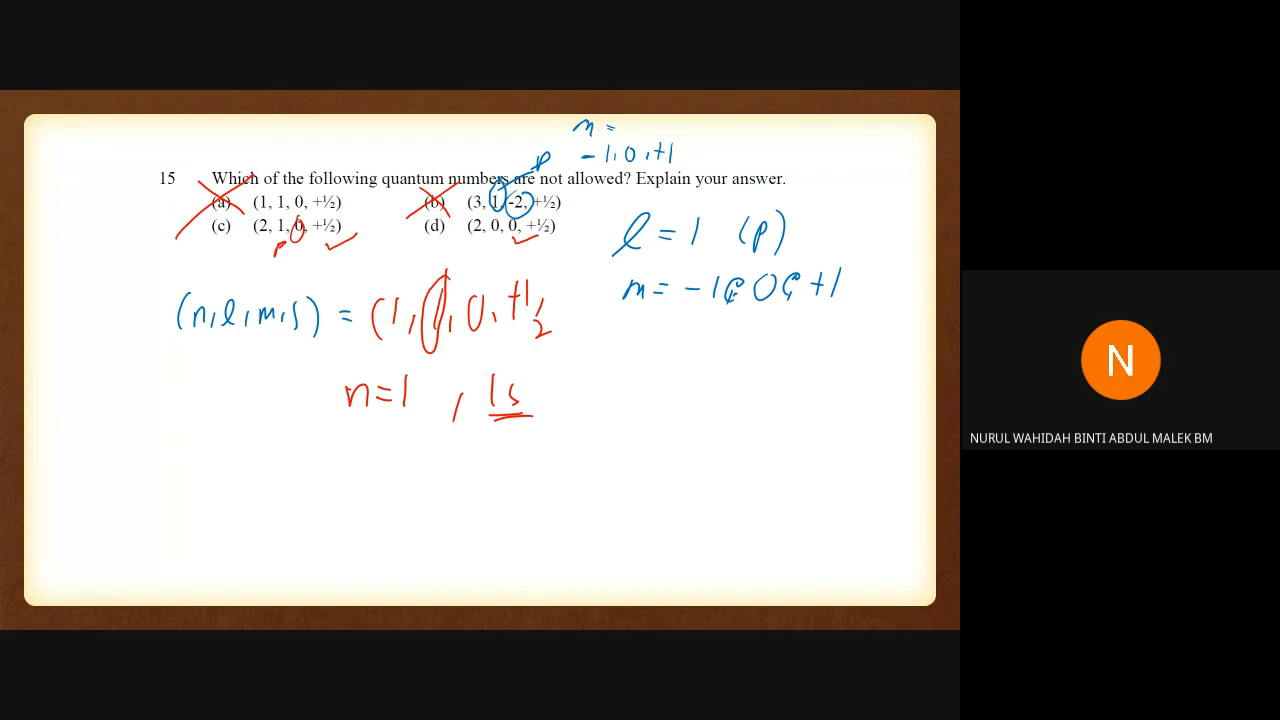 m =
-1, 0, +1
p
15 Which of the following quantum numbers are not allowed? Explain your answer.
(a) (1, 1, 0, +½) (b) (3, 1, -2, +½)
(c) (2, 1, 0, +½) (d) (2, 0, 0, +½)
p
l = 1 (p)
m = -1, 0, +1
(n, l, m, s) = (1, 1, 0, +1/2
n=1 , 1s
N
NURUL WAHIDAH BINTI ABDUL MALEK BM